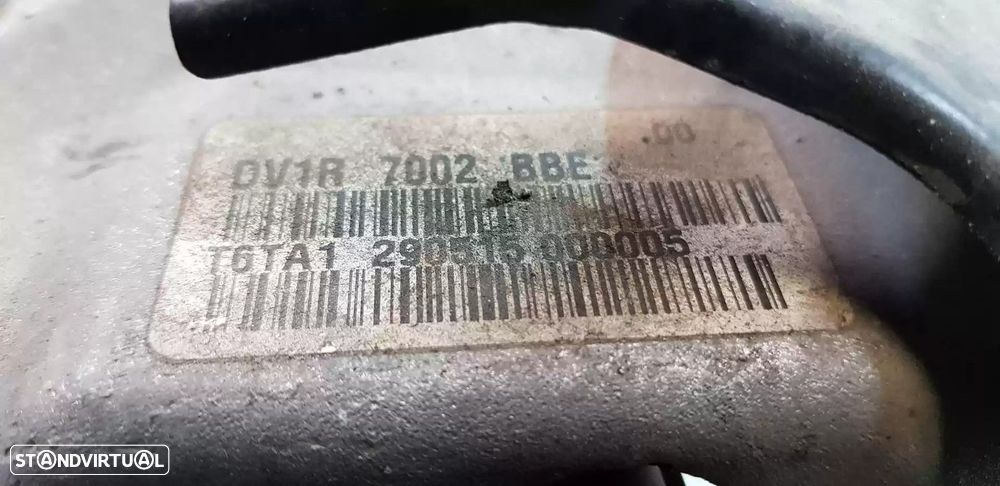 .00
DV1R 7002 BBE
T6TA1 290515 000005
STANDVIRTUAL